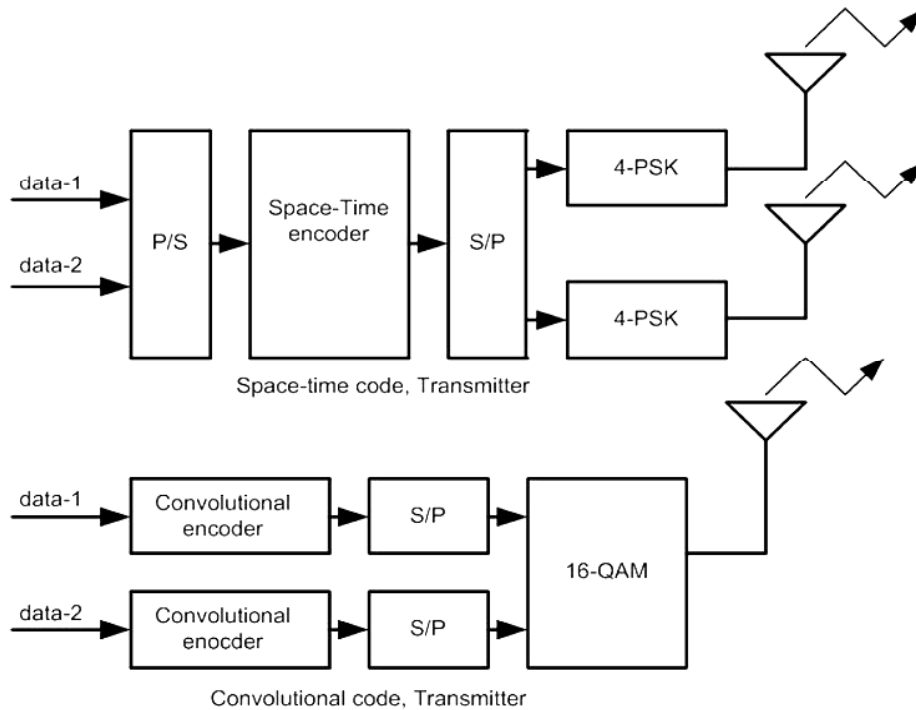 data-1
data-2
P/S
Space-Time
encoder
S/P
4-PSK
4-PSK
Space-time code, Transmitter
data-1
Convolutional
encoder
S/P
16-QAM
data-2
Convolutional
enocder
S/P
Convolutional code, Transmitter